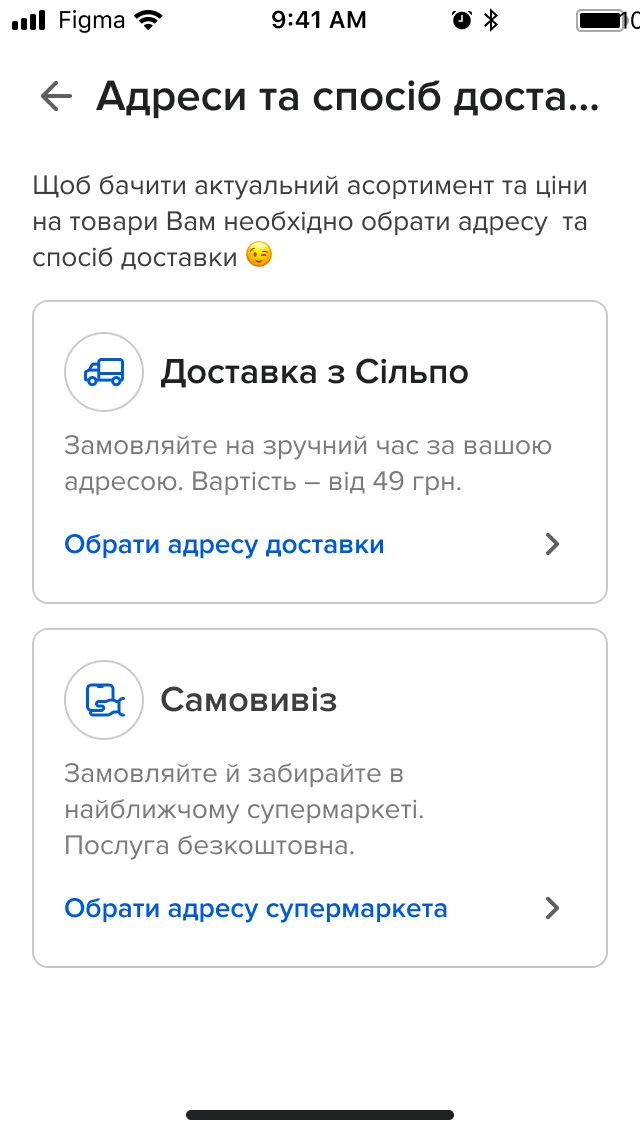 Figma 9:41 AM 10
Адреси та спосіб доста...
Щоб бачити актуальний асортимент та ціни
на товари Вам необхідно обрати адресу  та
спосіб доставки 😉
Доставка з Сільпо
Замовляйте на зручний час за вашою
адресою. Вартість – від 49 грн.
Обрати адресу доставки
Самовивіз
Замовляйте й забирайте в
найближчому супермаркеті.
Послуга безкоштовна.
Обрати адресу супермаркета